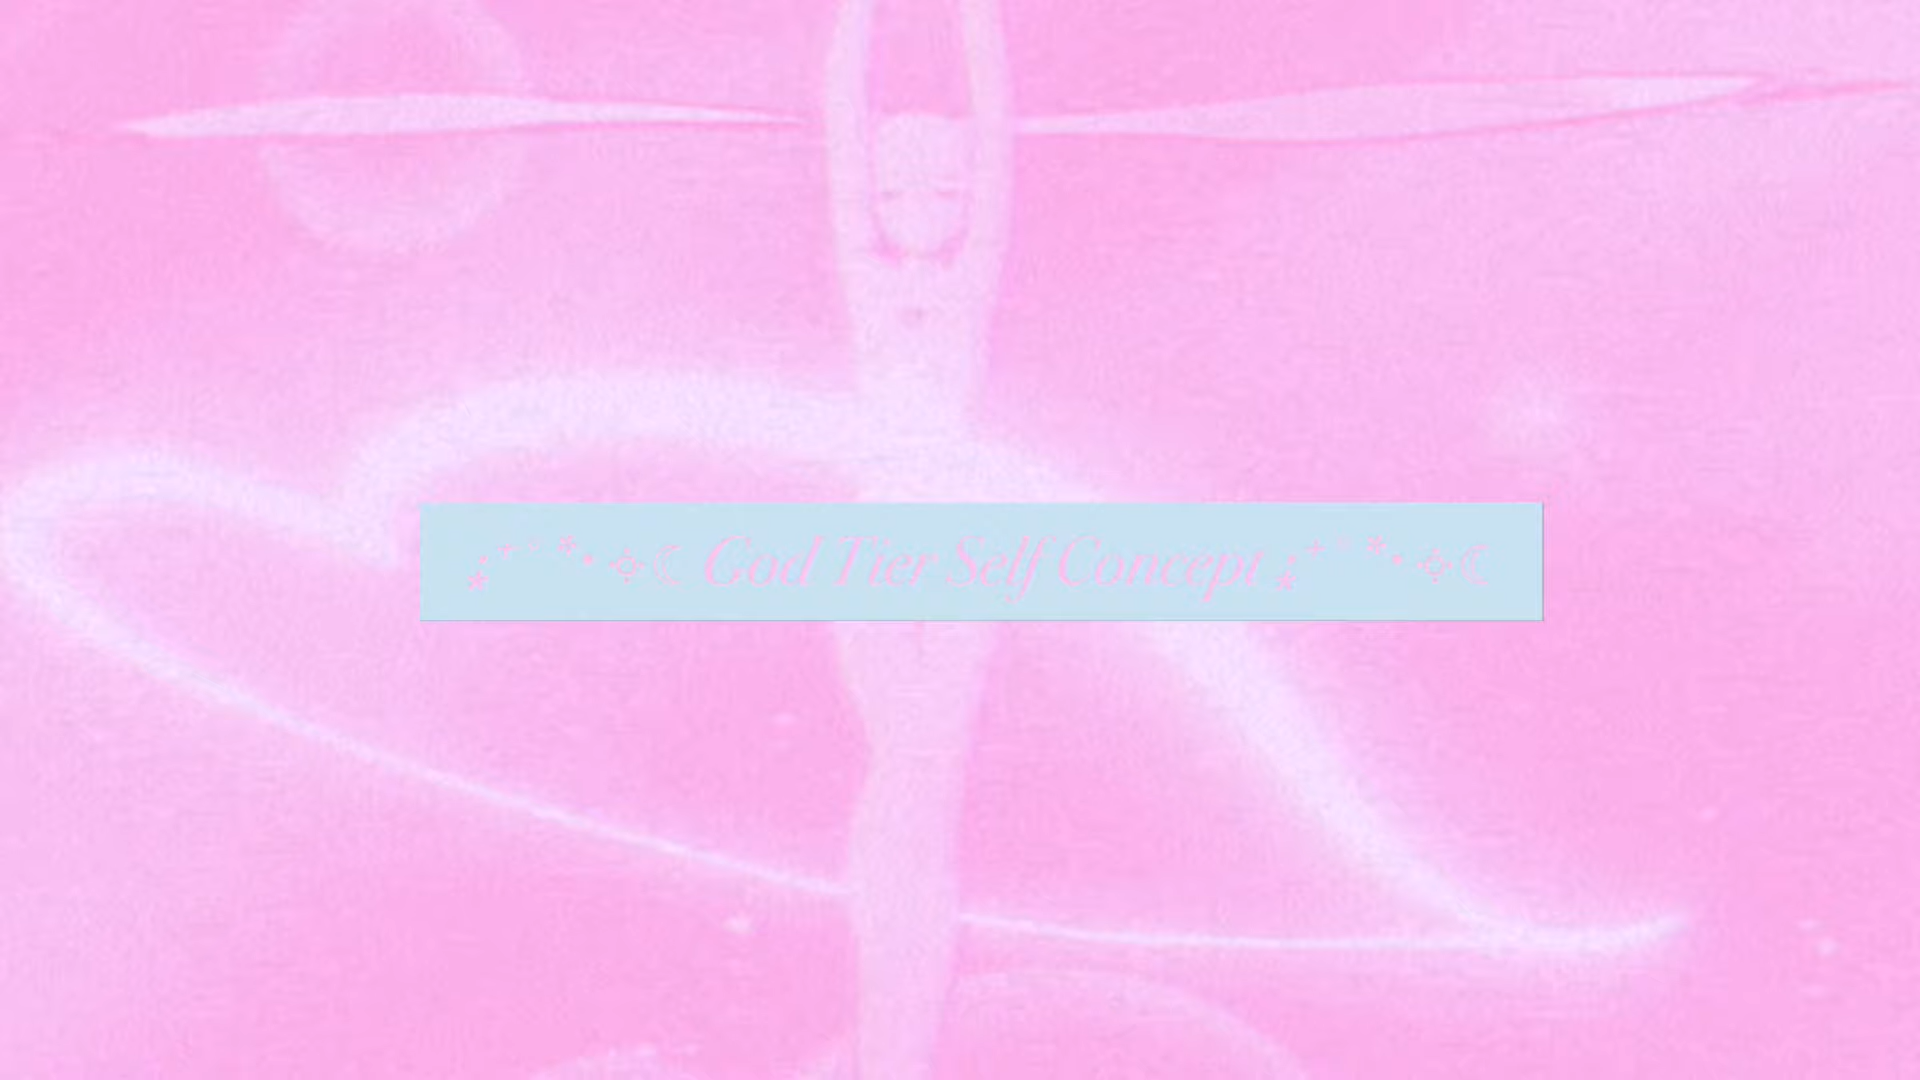 ⋆⁺₊✧☾ God Tier Self Concept ⋆⁺₊✧☾